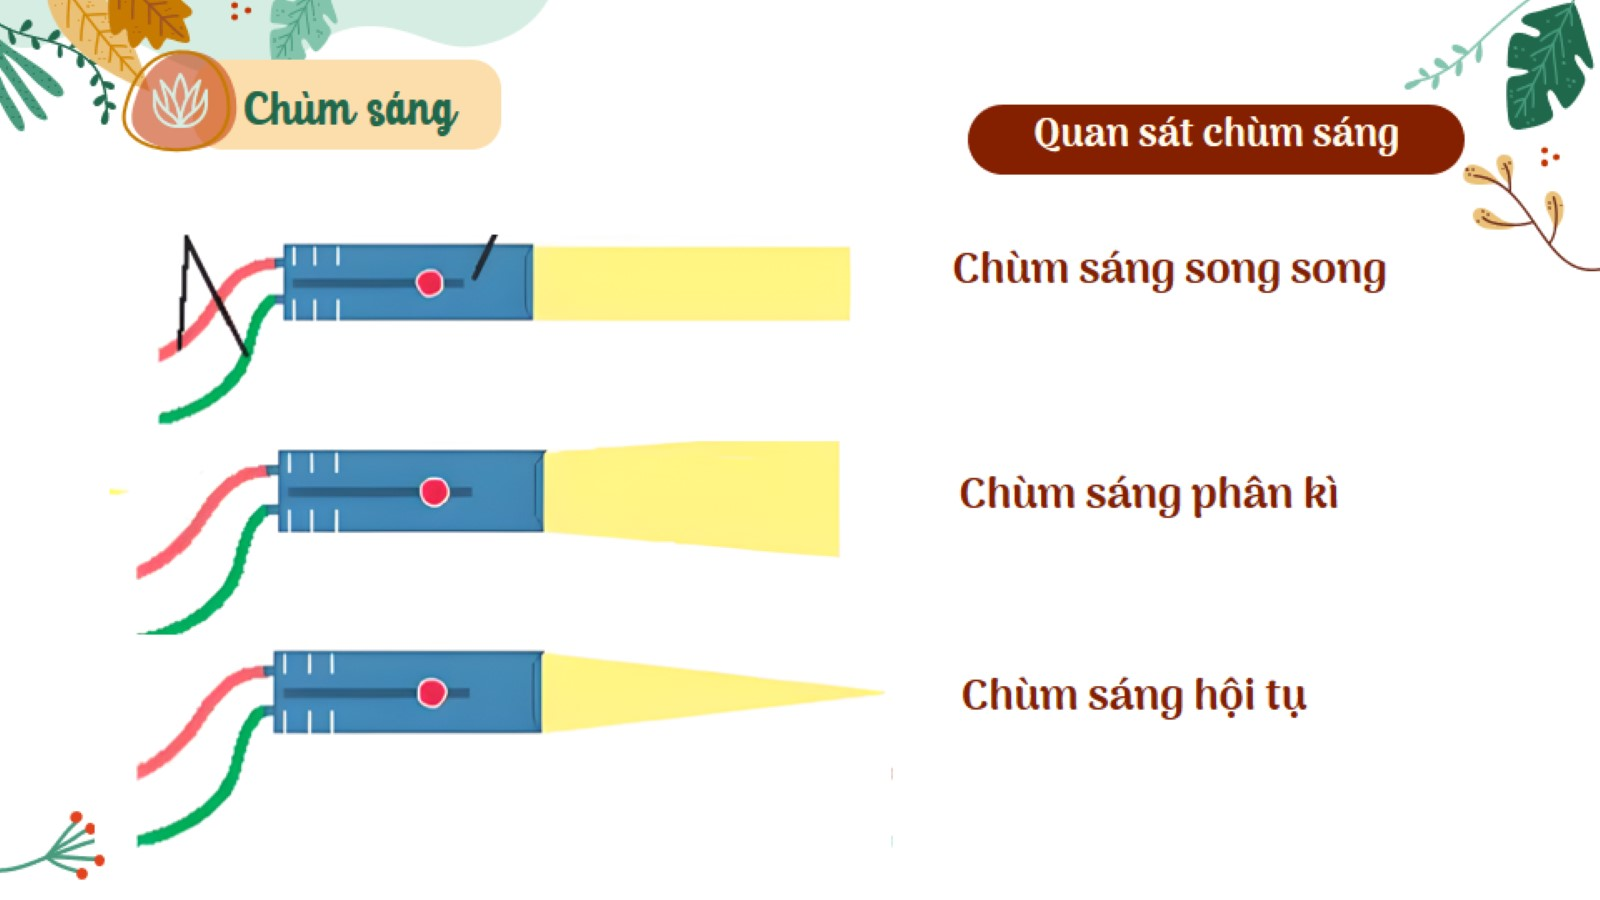 Chùm sáng
Quan sát chùm sáng
Chùm sáng song song
Chùm sáng phân kì
Chùm sáng hội tụ